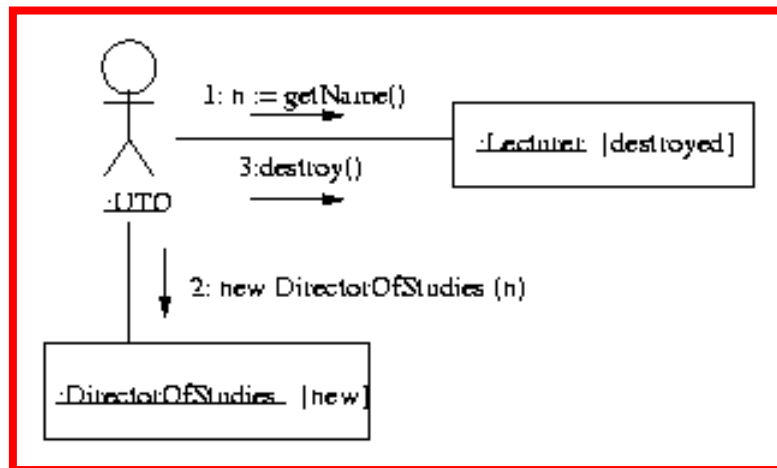 1: n := getName()
:Lecturer [destroyed]
3:destroy()
:UTO
2: new DirectorOfStudies (n)
:DirectorOfStudies [new]